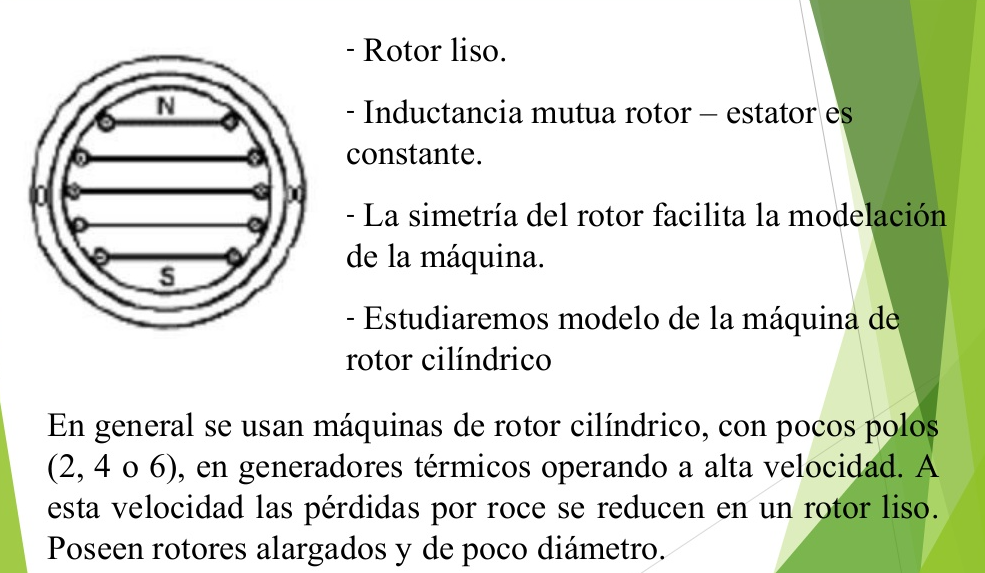 N
S
- Rotor liso.
- Inductancia mutua rotor – estator es
constante.
- La simetría del rotor facilita la modelación
de la máquina.
- Estudiaremos modelo de la máquina de
rotor cilíndrico
En general se usan máquinas de rotor cilíndrico, con pocos polos
(2, 4 o 6), en generadores térmicos operando a alta velocidad. A
esta velocidad las pérdidas por roce se reducen en un rotor liso.
Poseen rotores alargados y de poco diámetro.